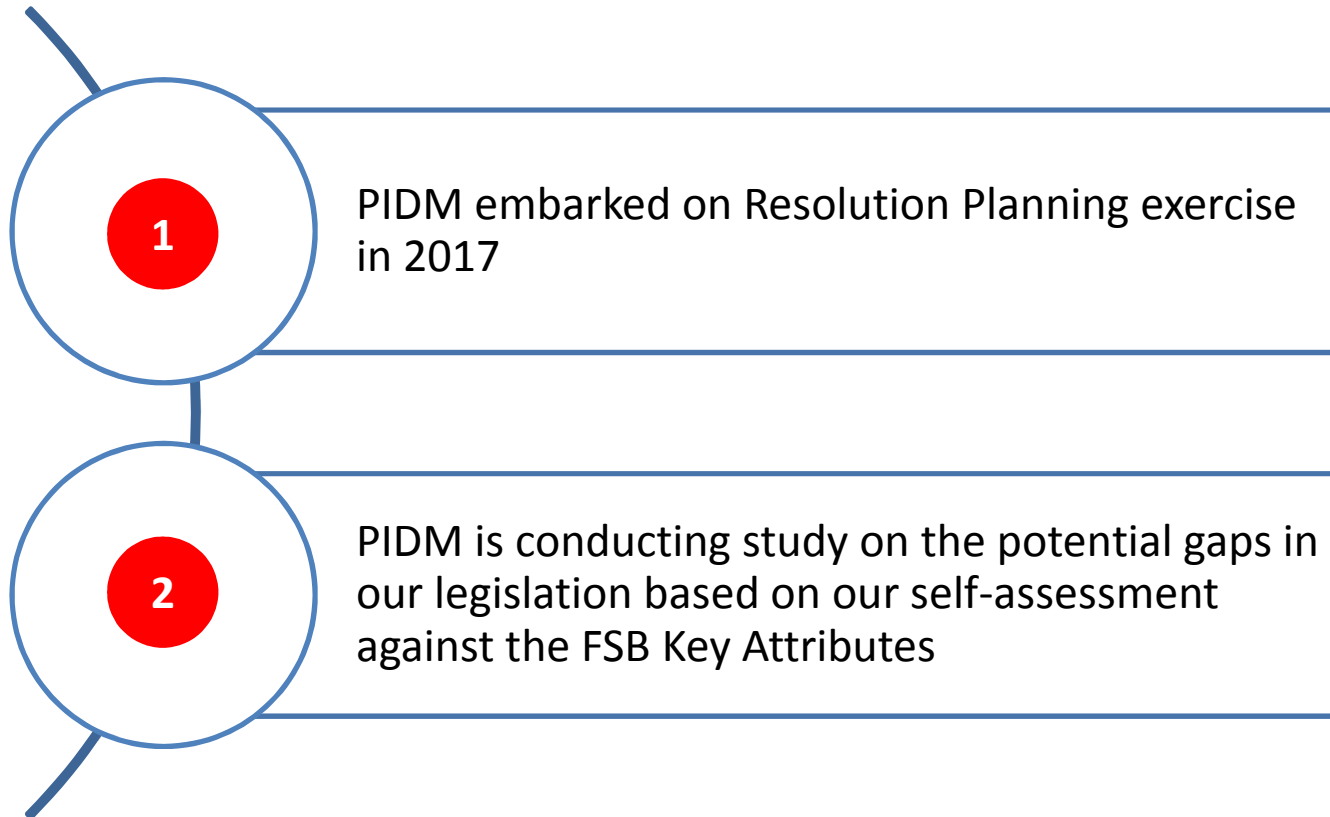 1
PIDM embarked on Resolution Planning exercise
in 2017
2
PIDM is conducting study on the potential gaps in
our legislation based on our self-assessment
against the FSB Key Attributes